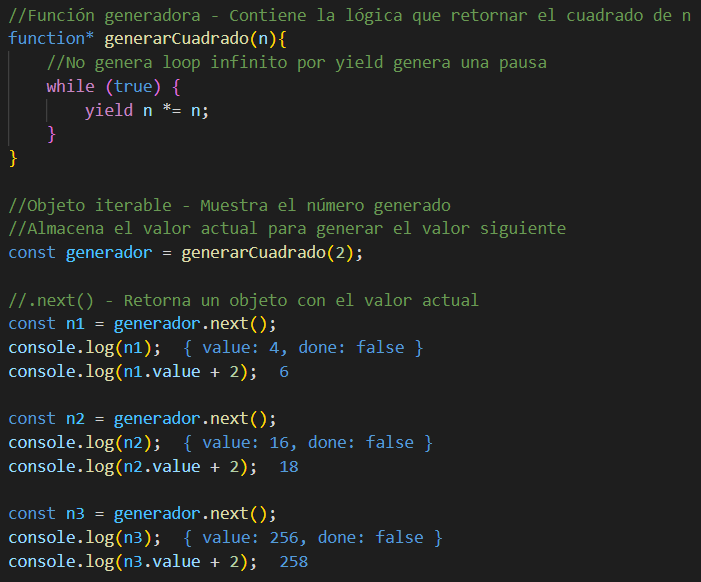 //Función generadora - Contiene la lógica que retornar el cuadrado de n
function* generarCuadrado(n){
    //No genera loop infinito por yield genera una pausa
    while (true) {
        yield n *= n;
    }
}

//Objeto iterable - Muestra el número generado
//Almacena el valor actual para generar el valor siguiente
const generador = generarCuadrado(2);

//.next() - Retorna un objeto con el valor actual
const n1 = generador.next();
console.log(n1);  { value: 4, done: false }
console.log(n1.value + 2);  6

const n2 = generador.next();
console.log(n2);  { value: 16, done: false }
console.log(n2.value + 2);  18

const n3 = generador.next();
console.log(n3);  { value: 256, done: false }
console.log(n3.value + 2);  258